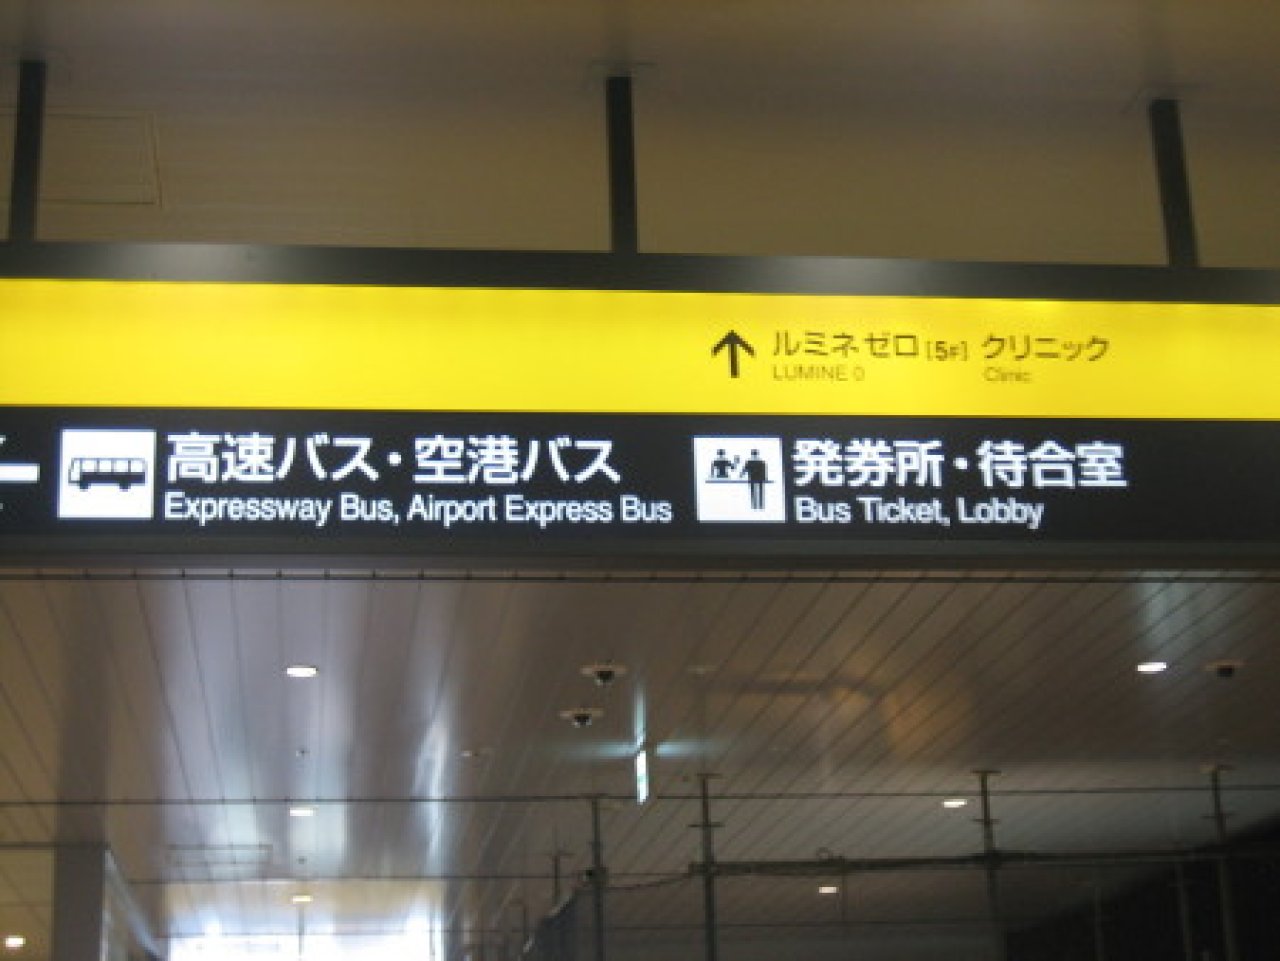 ↑ ルミネゼロ[5F] クリニック
LUMINE 0 Clinic
高速バス・空港バス
Expressway Bus, Airport Express Bus
発券所・待合室
Bus Ticket, Lobby